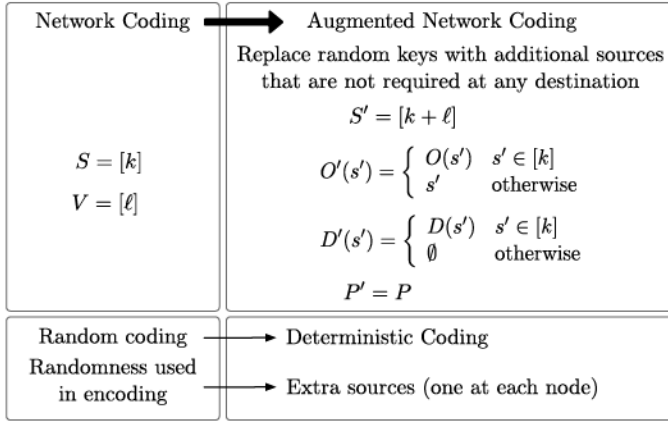 Network Coding
Augmented Network Coding
Replace random keys with additional sources
that are not required at any destination
S′ = [k + ℓ]
S = [k]
V = [ℓ]
O′(s′) = { O(s′) s′ ∈ [k]
s′ otherwise
D′(s′) = { D(s′) s′ ∈ [k]
∅ otherwise
P′ = P
Random coding
Deterministic Coding
Randomness used
in encoding
Extra sources (one at each node)